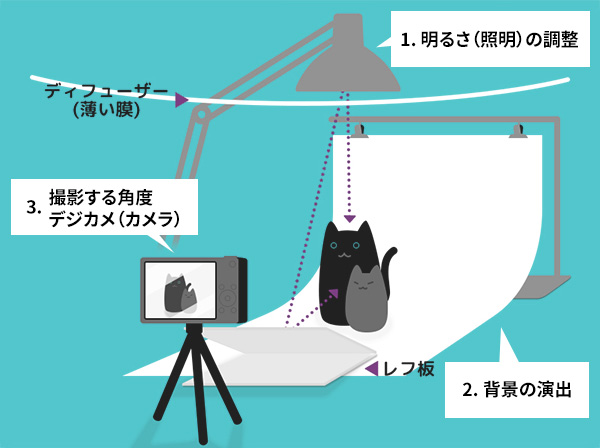 1. 明るさ（照明）の調整
ディフューザー
(薄い膜)
3. 撮影する角度
デジカメ（カメラ）
レフ板
2. 背景の演出